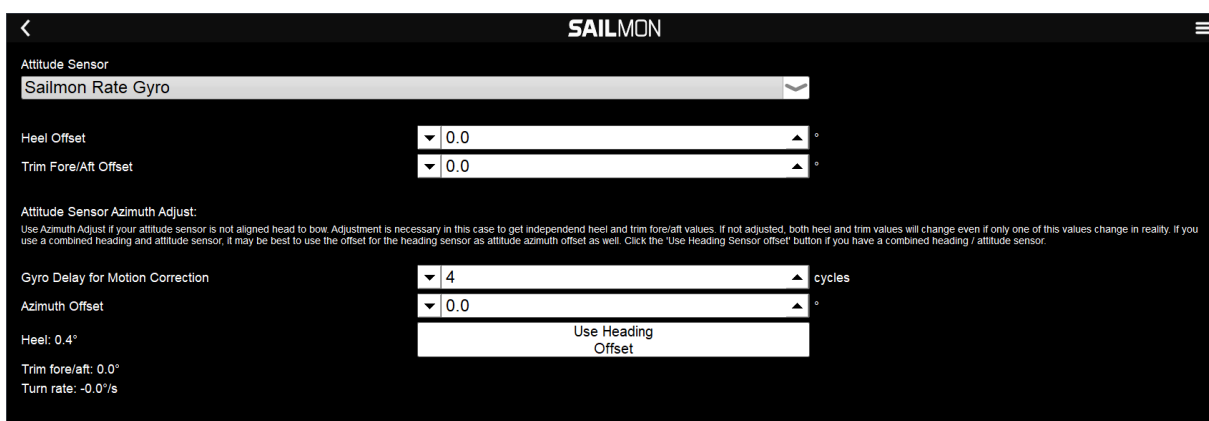 SAILMON
Attitude Sensor
Sailmon Rate Gyro
Heel Offset 0.0 °
Trim Fore/Aft Offset 0.0 °
Attitude Sensor Azimuth Adjust:
Use Azimuth Adjust if your attitude sensor is not aligned head to bow. Adjustment is necessary in this case to get independend heel and trim fore/aft values. If not adjusted, both heel and trim values will change even if only one of this values change in reality. If you
use a combined heading and attitude sensor, it may be best to use the offset for the heading sensor as attitude azimuth offset as well. Click the 'Use Heading Sensor offset' button if you have a combined heading / attitude sensor.
Gyro Delay for Motion Correction 4 cycles
Azimuth Offset 0.0 °
Heel: 0.4°
Use Heading
Offset
Trim fore/aft: 0.0°
Turn rate: -0.0°/s